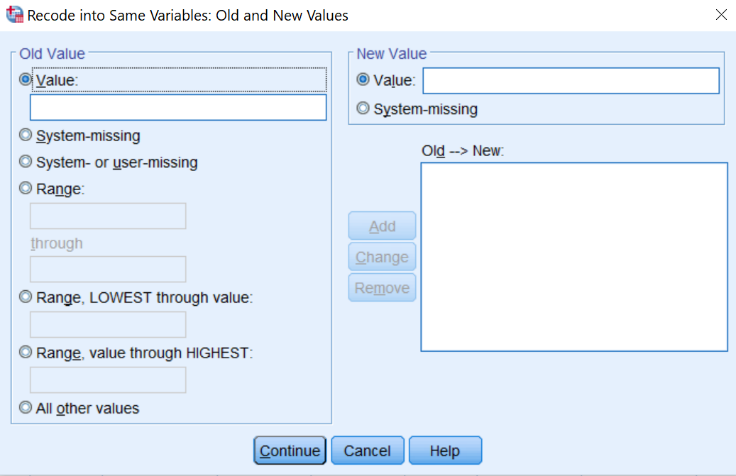 Recode into Same Variables: Old and New Values
Old Value
Value:
System-missing
System- or user-missing
Range:
through
Range, LOWEST through value:
Range, value through HIGHEST:
All other values
New Value
Value:
System-missing
Old --> New:
Add
Change
Remove
Continue Cancel Help